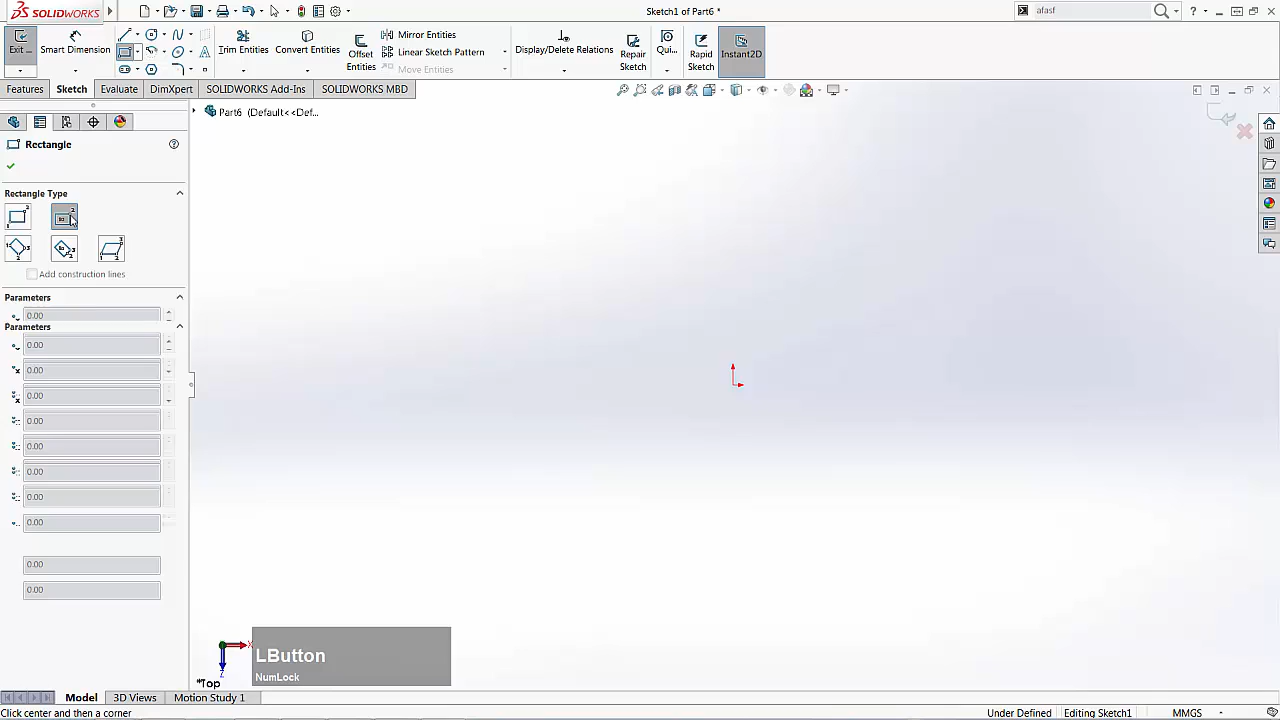 SOLIDWORKS
Sketch1 of Part6 *
afasf
Exit ...
Smart Dimension
Trim Entities
Convert Entities
Offset Entities
Mirror Entities
Linear Sketch Pattern
Move Entities
Display/Delete Relations
Repair Sketch
Qui...
Rapid Sketch
Instant2D
Features
Sketch
Evaluate
DimXpert
SOLIDWORKS Add-Ins
SOLIDWORKS MBD
Part6 (Default<<Def...
Rectangle
Rectangle Type
Add construction lines
Parameters
0.00
Parameters
0.00
0.00
0.00
0.00
0.00
0.00
0.00
0.00
0.00
0.00
LButton
NumLock
*Top
Model
3D Views
Motion Study 1
Click center and then a corner
Under Defined
Editing Sketch1
MMGS